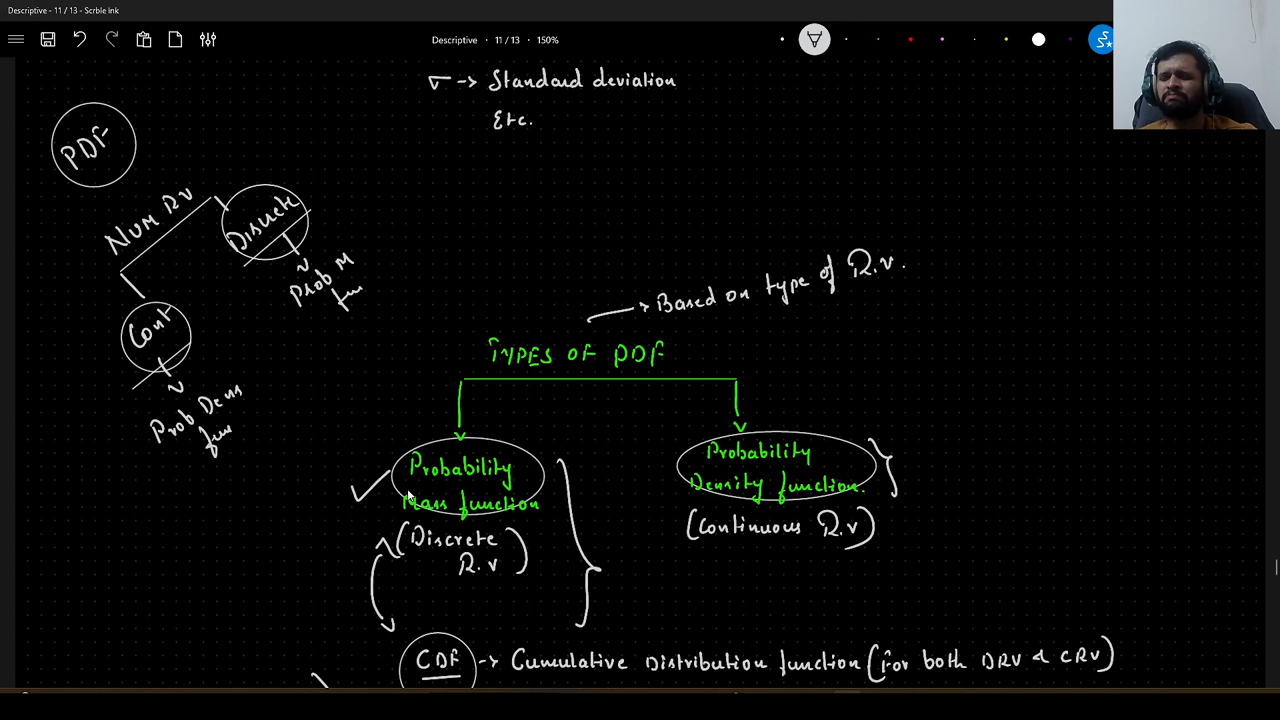 Descriptive - 11 / 13 - Scrble Ink
Descriptive • 11 / 13 • 150%
σ -> Standard deviation
Etc.
PDF
NUM RV
Discrete
Prob M
fun
Cont
Prob Dens
fun
-> Based on type of R.v.
TYPES OF PDF
Probability
Mass function
(Discrete
R.v)
Probability
Density function.
(Continuous R.v)
CDF -> Cumulative Distribution function (For both DRV & CRV)